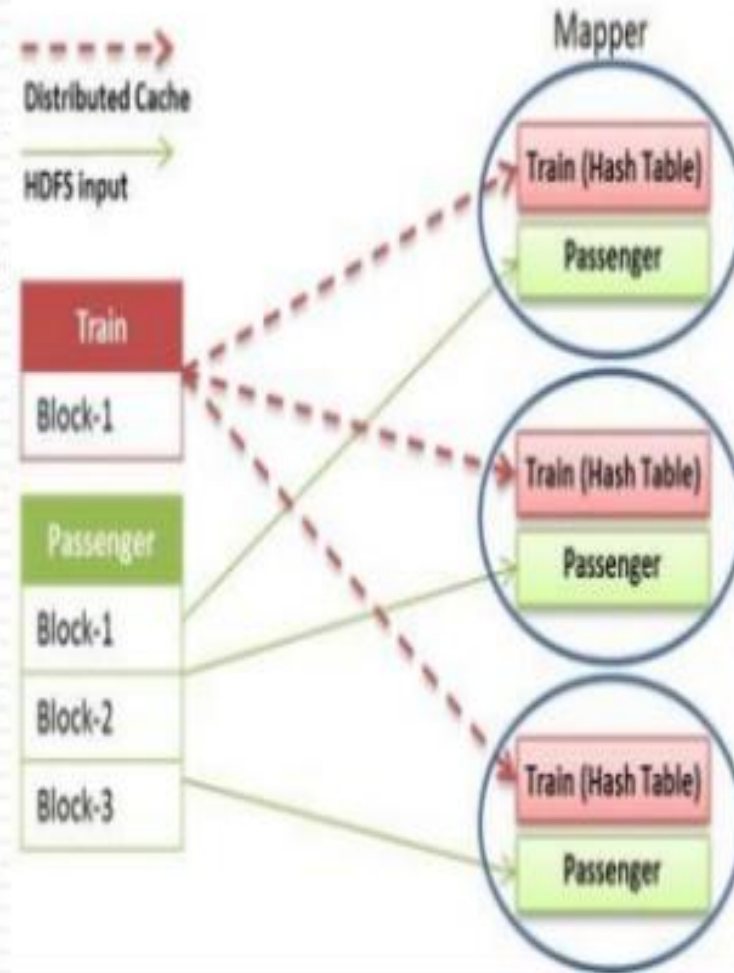 Distributed Cache
HDFS input
Train
Block-1
Passenger
Block-1
Block-2
Block-3
Mapper
Train (Hash Table)
Passenger
Train (Hash Table)
Passenger
Train (Hash Table)
Passenger